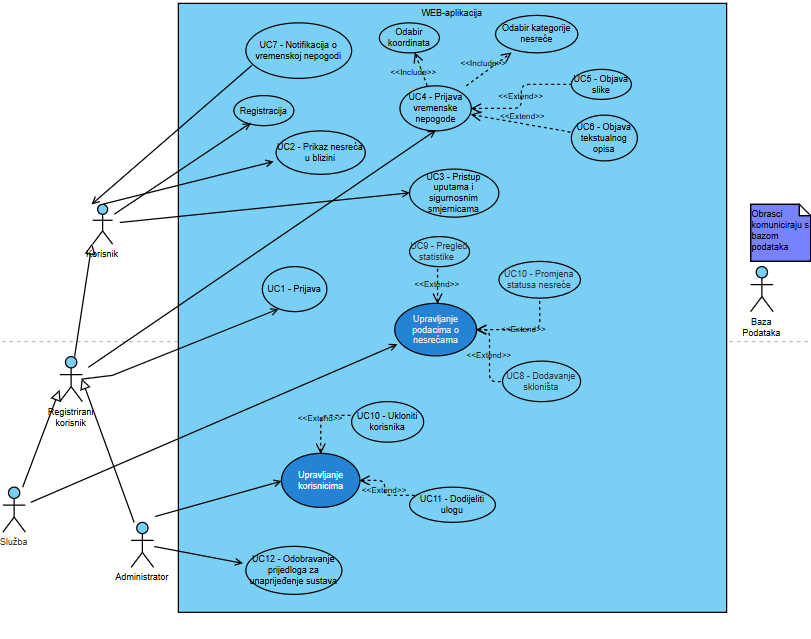 WEB-aplikacija
UC7 - Notifikacija o
vremenskoj nepogodi
Odabir
koordinata
Odabir kategorije
nesreće
<<Include>>
<<Include>>
UC4 - Prijava
vremenske
nepogode
<<Extend>>
UC5 - Objava
slike
<<Extend>>
UC6 - Objava
tekstualnog
opisa
Registracija
UC2 - Prikaz nesreća
u blizini
UC3 - Pristup
uputama i
sigurnosnim
smjernicama
Korisnik
Obrasci
komuniciraju s
bazom
podataka
Baza
Podataka
UC9 - Pregled
statistike
<<Extend>>
UC10 - Promjena
statusa nesreće
UC1 - Prijava
Upravljanje
podacima o
nesrećama
<<Extend>>
<<Extend>>
UC8 - Dodavanje
skloništa
Registrirani
korisnik
<<Extend>>
UC10 - Ukloniti
korisnika
Upravljanje
korisnicima
<<Extend>>
UC11 - Dodijeliti
ulogu
Služba
Administrator
UC12 - Odobravanje
prijedloga za
unaprijeđenje sustava